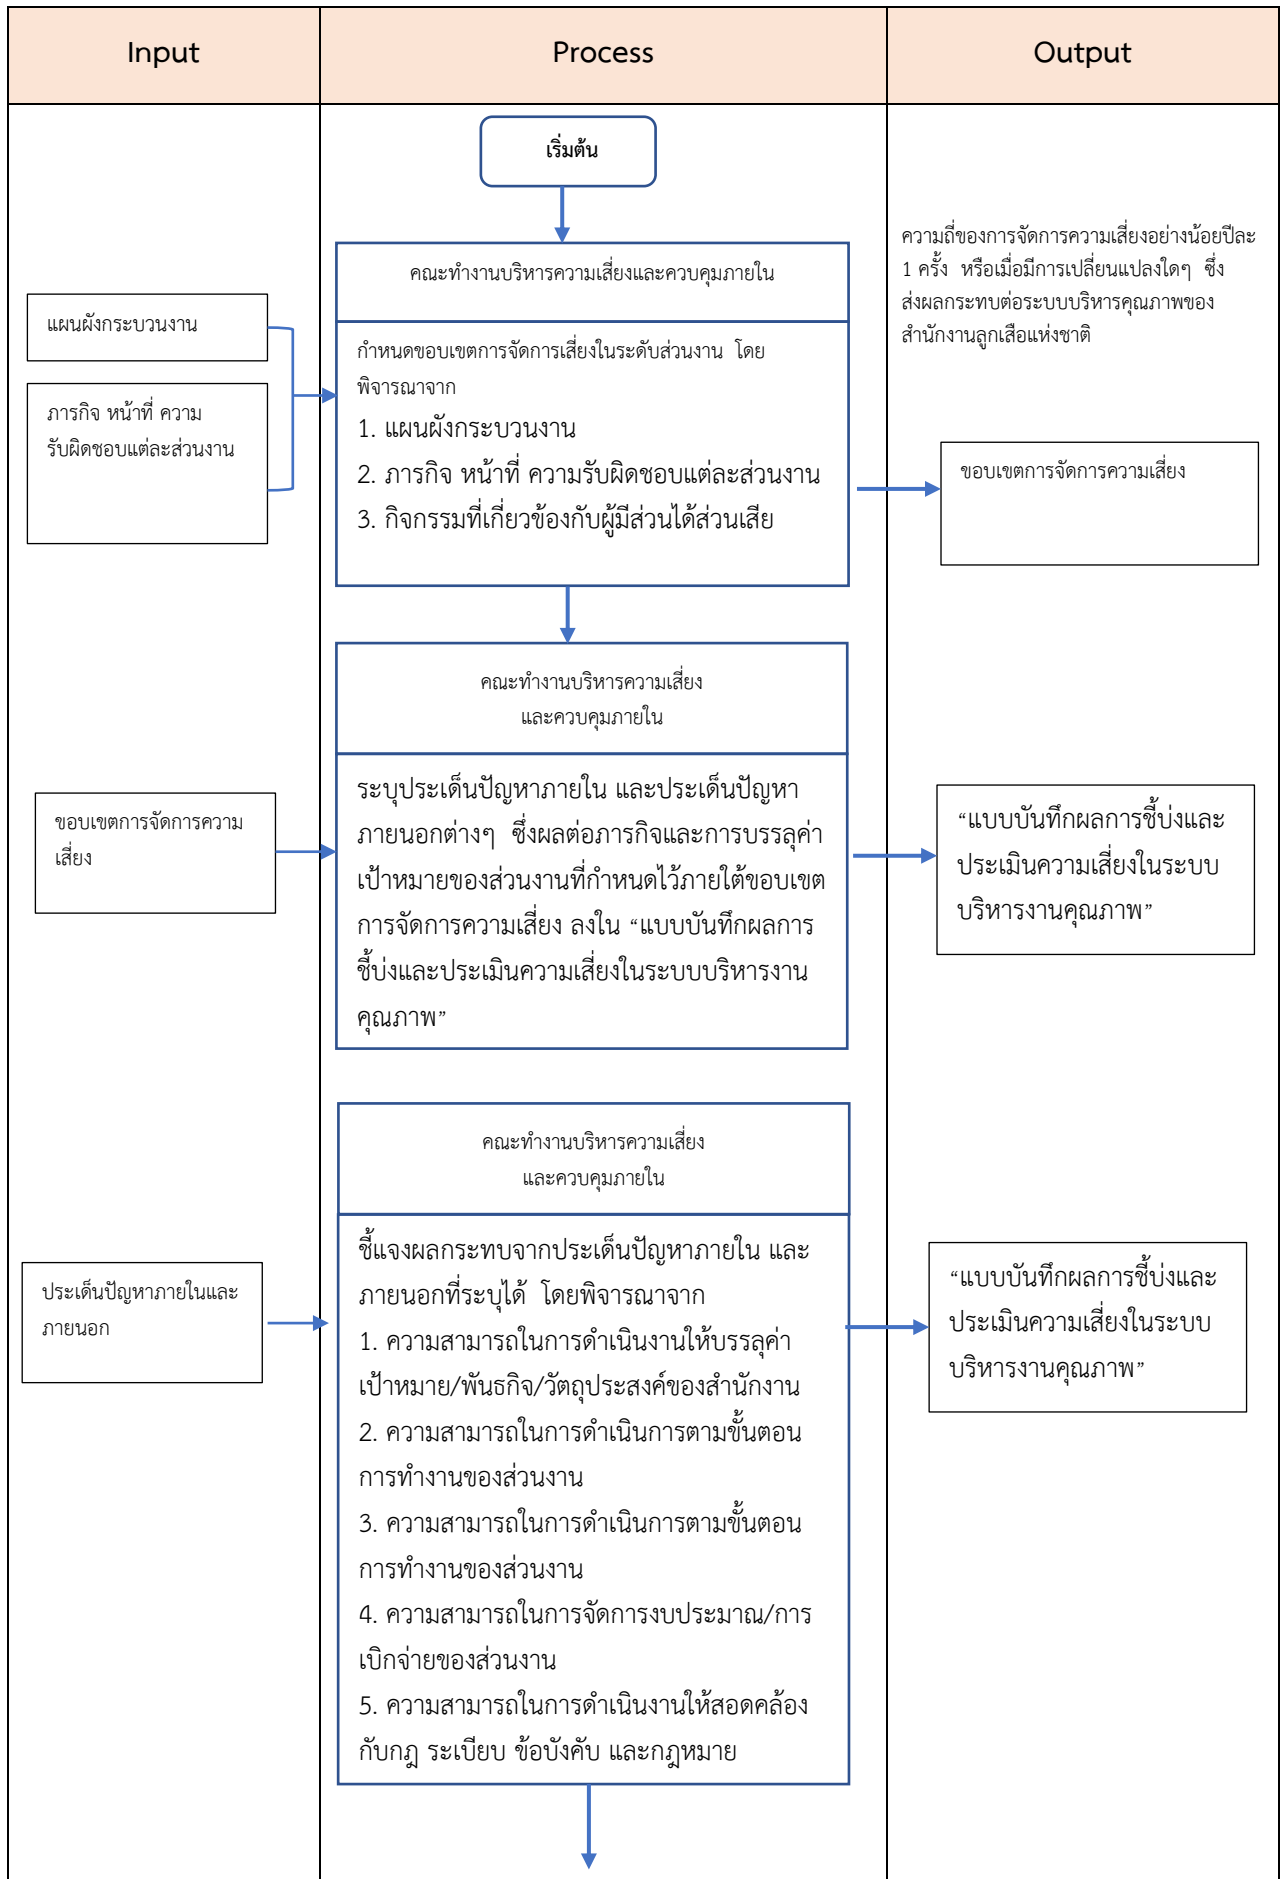 Input
Process
Output
เริ่มต้น
ความถี่ของการจัดการความเสี่ยงอย่างน้อยปีละ
1 ครั้ง หรือเมื่อมีการเปลี่ยนแปลงใดๆ ซึ่ง
ส่งผลกระทบต่อระบบบริหารคุณภาพของ
สำนักงานลูกเสือแห่งชาติ
แผนผังกระบวนงาน
ภารกิจ หน้าที่ ความ
รับผิดชอบแต่ละส่วนงาน
คณะทำงานบริหารความเสี่ยงและควบคุมภายใน
กำหนดขอบเขตการจัดการเสี่ยงในระดับส่วนงาน โดย
พิจารณาจาก
1. แผนผังกระบวนงาน
2. ภารกิจ หน้าที่ ความรับผิดชอบแต่ละส่วนงาน
3. กิจกรรมที่เกี่ยวข้องกับผู้มีส่วนได้ส่วนเสีย
ขอบเขตการจัดการความเสี่ยง
ขอบเขตการจัดการความ
เสี่ยง
คณะทำงานบริหารความเสี่ยง
และควบคุมภายใน
ระบุประเด็นปัญหาภายใน และประเด็นปัญหา
ภายนอกต่างๆ ซึ่งผลต่อภารกิจและการบรรลุค่า
เป้าหมายของส่วนงานที่กำหนดไว้ภายใต้ขอบเขต
การจัดการความเสี่ยง ลงใน “แบบบันทึกผลการ
ชี้บ่งและประเมินความเสี่ยงในระบบบริหารงาน
คุณภาพ”
“แบบบันทึกผลการชี้บ่งและ
ประเมินความเสี่ยงในระบบ
บริหารงานคุณภาพ”
ประเด็นปัญหาภายในและ
ภายนอก
คณะทำงานบริหารความเสี่ยง
และควบคุมภายใน
ชี้แจงผลกระทบจากประเด็นปัญหาภายใน และ
ภายนอกที่ระบุได้ โดยพิจารณาจาก
1. ความสามารถในการดำเนินงานให้บรรลุค่า
เป้าหมาย/พันธกิจ/วัตถุประสงค์ของสำนักงาน
2. ความสามารถในการดำเนินการตามขั้นตอน
การทำงานของส่วนงาน
3. ความสามารถในการดำเนินการตามขั้นตอน
การทำงานของส่วนงาน
4. ความสามารถในการจัดการงบประมาณ/การ
เบิกจ่ายของส่วนงาน
5. ความสามารถในการดำเนินงานให้สอดคล้อง
กับกฎ ระเบียบ ข้อบังคับ และกฎหมาย
“แบบบันทึกผลการชี้บ่งและ
ประเมินความเสี่ยงในระบบ
บริหารงานคุณภาพ”